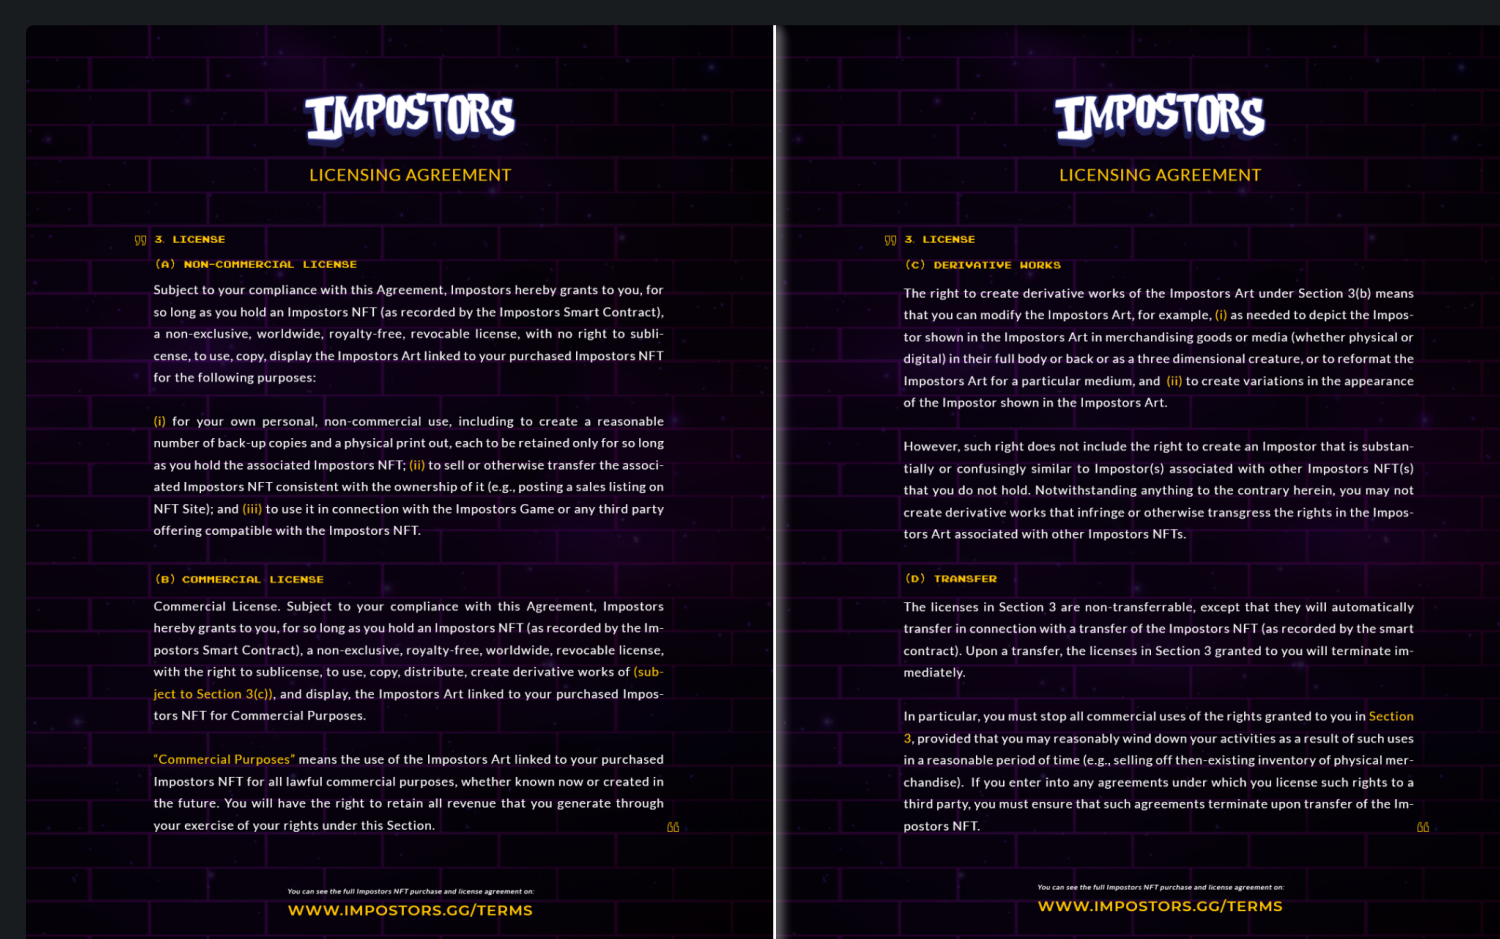 IMPOSTORS
LICENSING AGREEMENT
3. LICENSE
(A) NON-COMMERCIAL LICENSE
Subject to your compliance with this Agreement, Impostors hereby grants to you, for
so long as you hold an Impostors NFT (as recorded by the Impostors Smart Contract),
a non-exclusive, worldwide, royalty-free, revocable license, with no right to subli-
cense, to use, copy, display the Impostors Art linked to your purchased Impostors NFT
for the following purposes:
(i) for your own personal, non-commercial use, including to create a reasonable
number of back-up copies and a physical print out, each to be retained only for so long
as you hold the associated Impostors NFT; (ii) to sell or otherwise transfer the associ-
ated Impostors NFT consistent with the ownership of it (e.g., posting a sales listing on
NFT Site); and (iii) to use it in connection with the Impostors Game or any third party
offering compatible with the Impostors NFT.
(B) COMMERCIAL LICENSE
Commercial License. Subject to your compliance with this Agreement, Impostors
hereby grants to you, for so long as you hold an Impostors NFT (as recorded by the Im-
postors Smart Contract), a non-exclusive, royalty-free, worldwide, revocable license,
with the right to sublicense, to use, copy, distribute, create derivative works of (sub-
ject to Section 3(c)), and display, the Impostors Art linked to your purchased Impos-
tors NFT for Commercial Purposes.
“Commercial Purposes” means the use of the Impostors Art linked to your purchased
Impostors NFT for all lawful commercial purposes, whether known now or created in
the future. You will have the right to retain all revenue that you generate through
your exercise of your rights under this Section.
You can see the full Impostors NFT purchase and license agreement on:
WWW.IMPOSTORS.GG/TERMS
IMPOSTORS
LICENSING AGREEMENT
3. LICENSE
(C) DERIVATIVE WORKS
The right to create derivative works of the Impostors Art under Section 3(b) means
that you can modify the Impostors Art, for example, (i) as needed to depict the Impos-
tor shown in the Impostors Art in merchandising goods or media (whether physical or
digital) in their full body or back or as a three dimensional creature, or to reformat the
Impostors Art for a particular medium, and (ii) to create variations in the appearance
of the Impostor shown in the Impostors Art.
However, such right does not include the right to create an Impostor that is substan-
tially or confusingly similar to Impostor(s) associated with other Impostors NFT(s)
that you do not hold. Notwithstanding anything to the contrary herein, you may not
create derivative works that infringe or otherwise transgress the rights in the Impos-
tors Art associated with other Impostors NFTs.
(D) TRANSFER
The licenses in Section 3 are non-transferrable, except that they will automatically
transfer in connection with a transfer of the Impostors NFT (as recorded by the smart
contract). Upon a transfer, the licenses in Section 3 granted to you will terminate im-
mediately.
In particular, you must stop all commercial uses of the rights granted to you in Section
3, provided that you may reasonably wind down your activities as a result of such uses
in a reasonable period of time (e.g., selling off then-existing inventory of physical mer-
chandise). If you enter into any agreements under which you license such rights to a
third party, you must ensure that such agreements terminate upon transfer of the Im-
postors NFT.
You can see the full Impostors NFT purchase and license agreement on:
WWW.IMPOSTORS.GG/TERMS